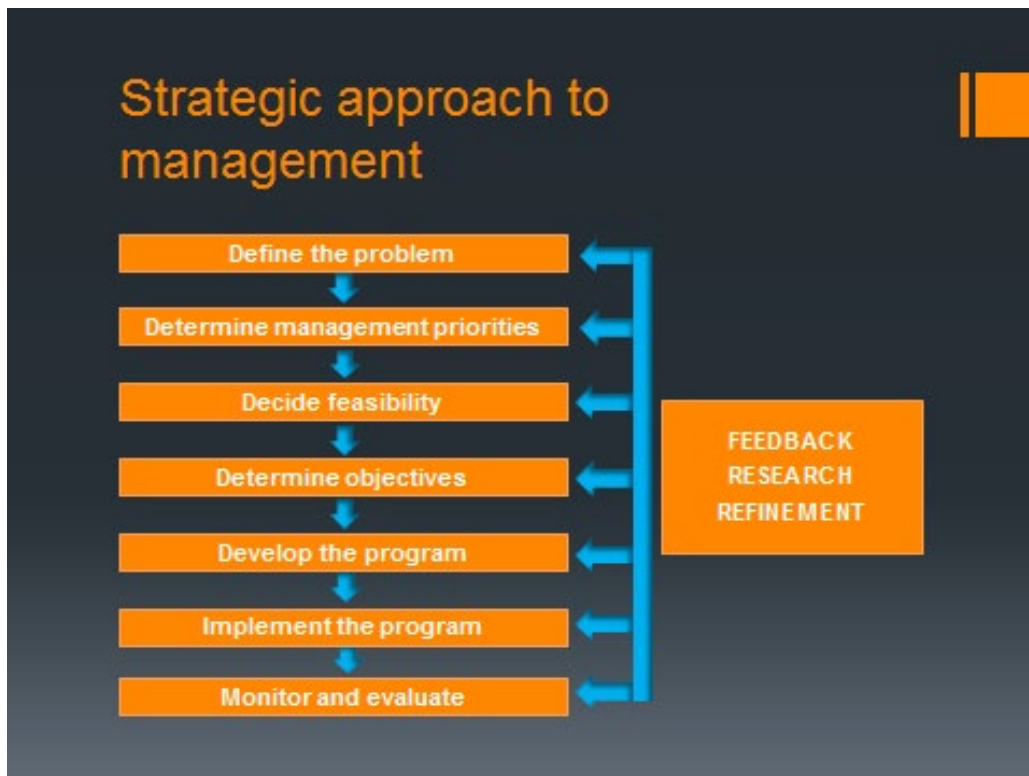 Strategic approach to
management
Define the problem
Determine management priorities
Decide feasibility
Determine objectives
Develop the program
Implement the program
Monitor and evaluate
FEEDBACK
RESEARCH
REFINEMENT